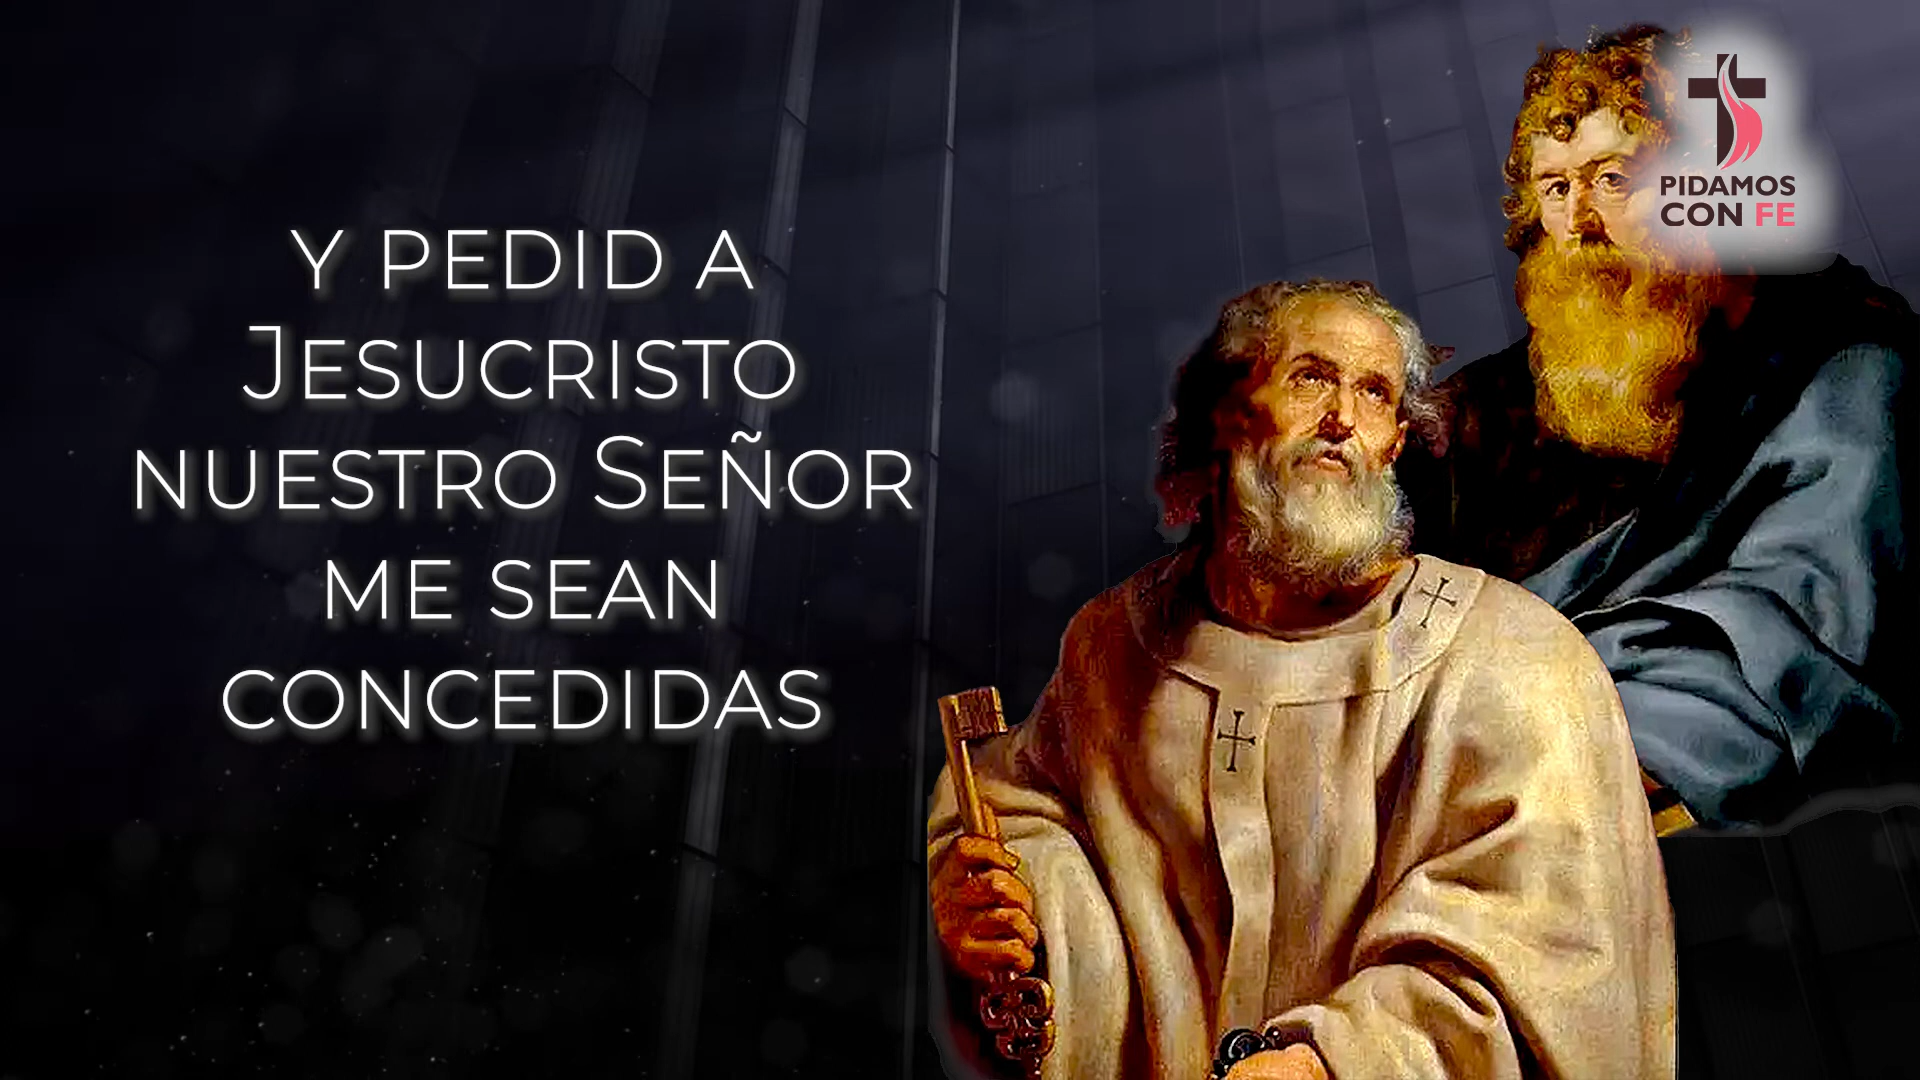 Y PEDID A
JESUCRISTO
NUESTRO SEÑOR
ME SEAN
CONCEDIDAS
PIDAMOS
CON FE